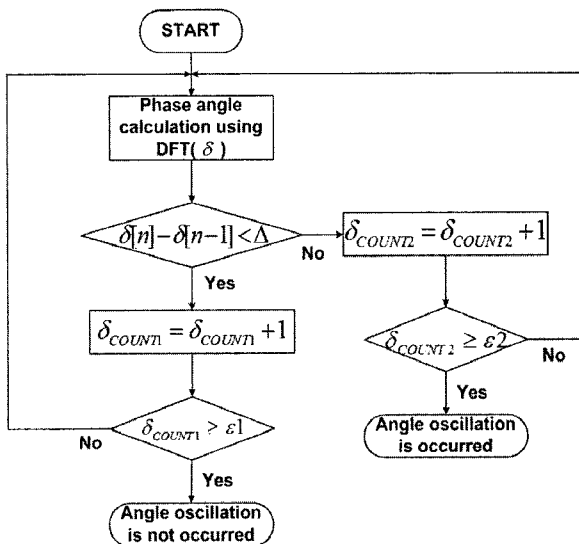 START
Phase angle
calculation using
DFT( δ )
δ[n]−δ[n−1]<Δ
No
Yes
δCOUNT2 = δCOUNT2 +1
δCOUNT1 = δCOUNT1 +1
δCOUNT2 ≥ ε2
No
Yes
Angle oscillation
is occurred
δCOUNT1 > ε1
No
Yes
Angle oscillation
is not occurred